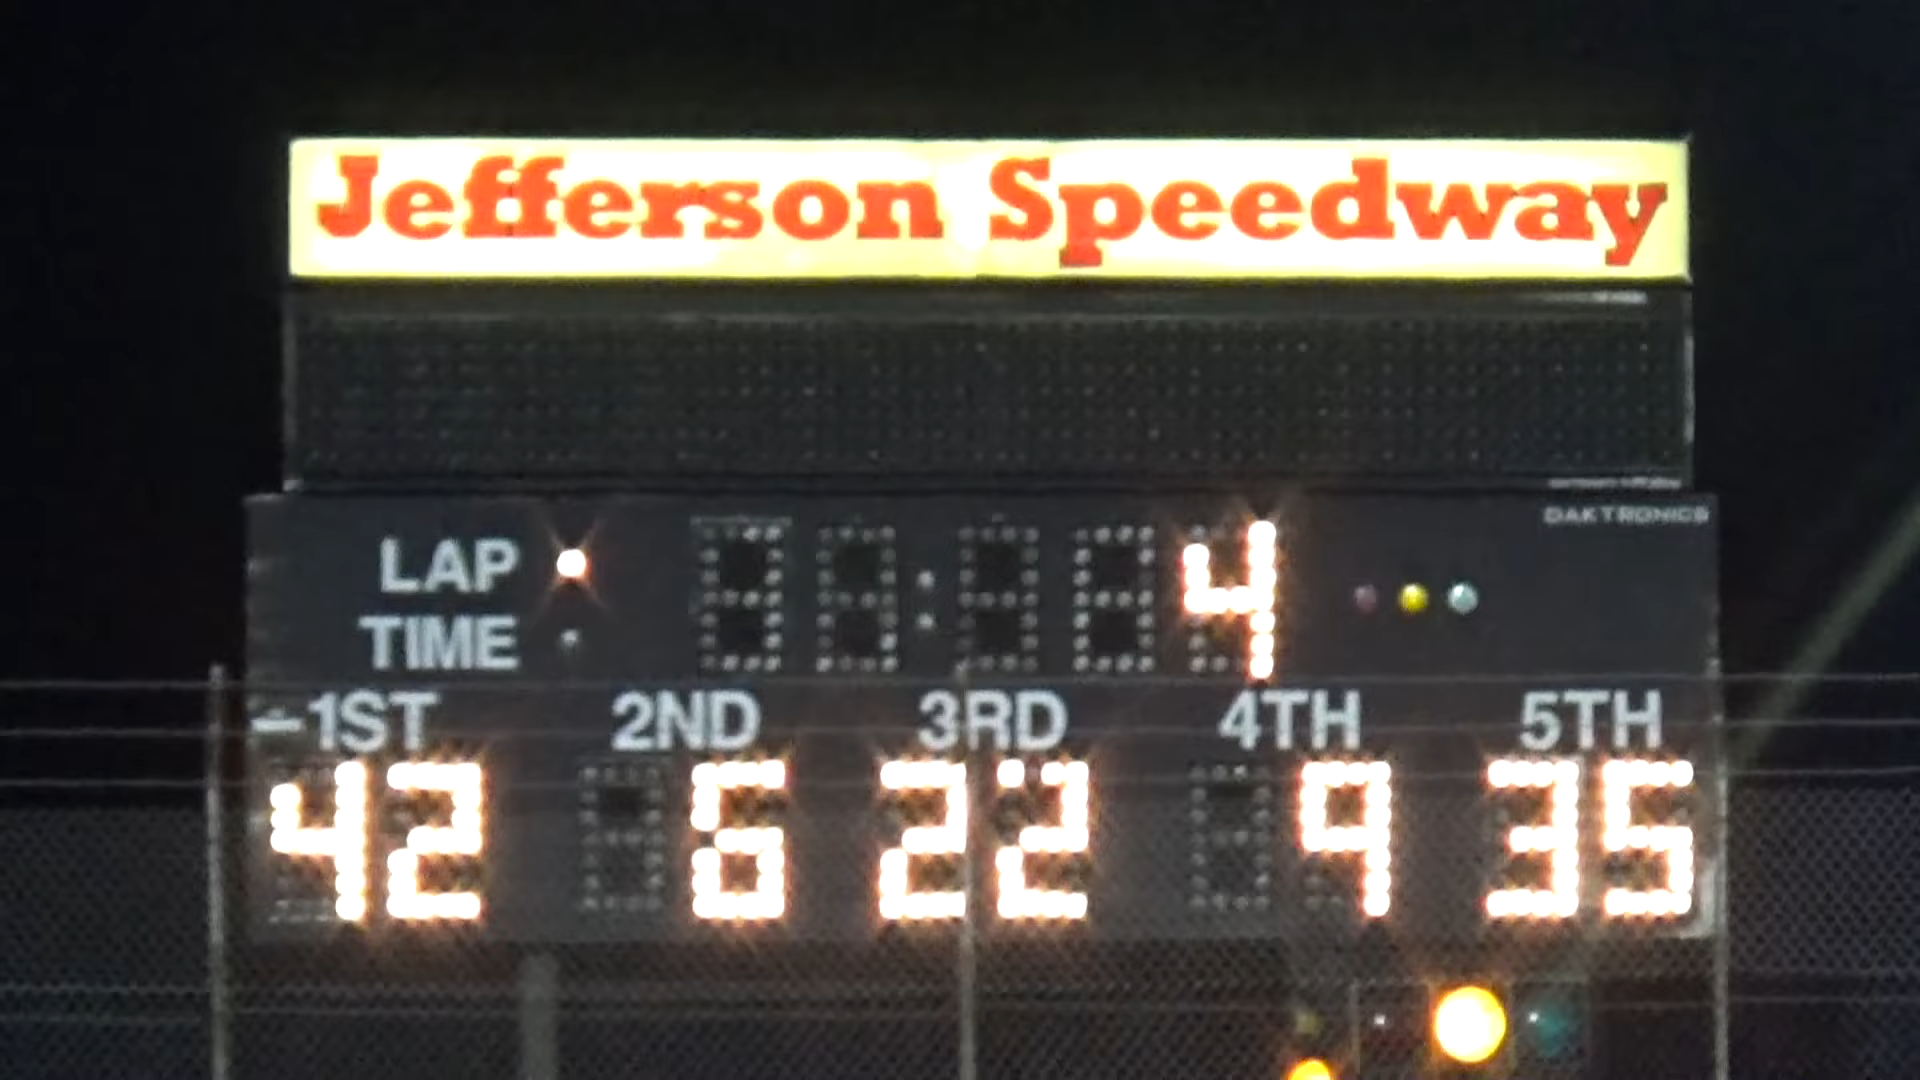 Jefferson Speedway
DAKTRONICS
LAP 4
TIME
1ST 2ND 3RD 4TH 5TH
42 6 22 9 35